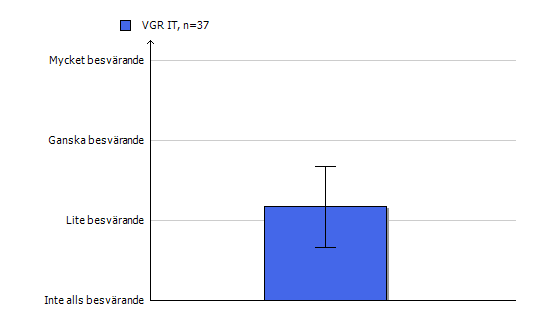 VGR IT, n=37
Mycket besvärande
Ganska besvärande
Lite besvärande
Inte alls besvärande